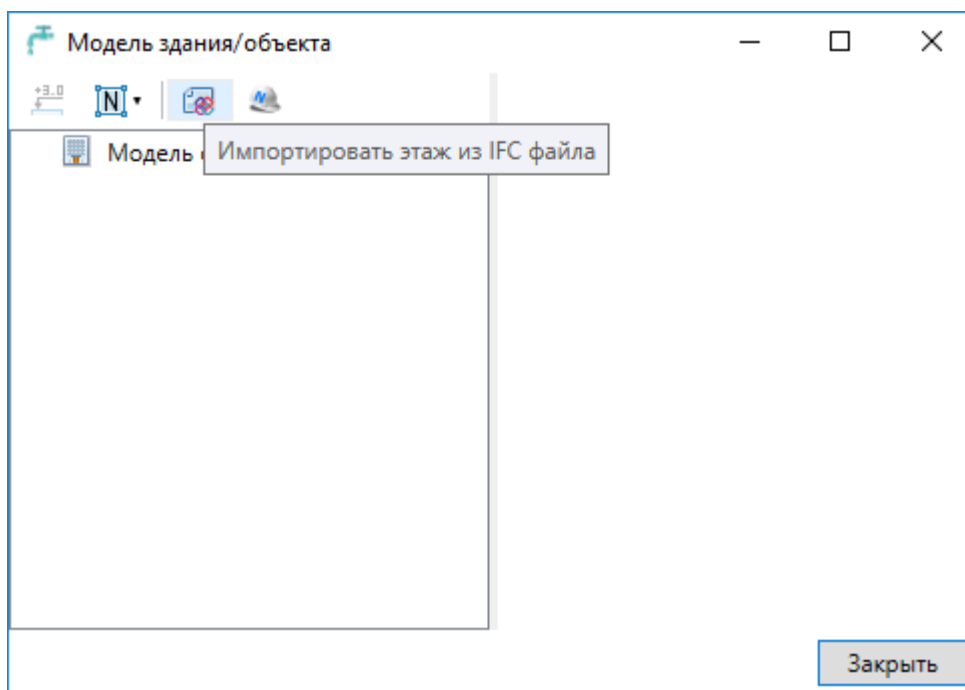 Модель здания/объекта
+3.0
N
Модель
Импортировать этаж из IFC файла
Закрыть